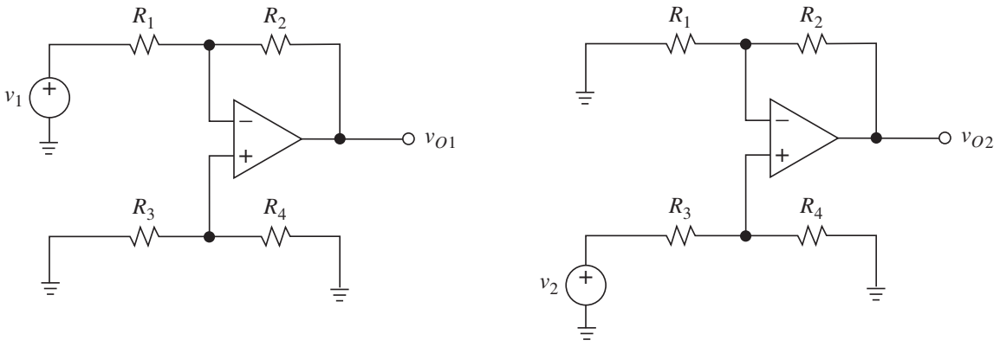 R1 R2
v1 +
−
+
vO1
R3 R4
R1 R2
−
+
vO2
R3 R4
v2 +